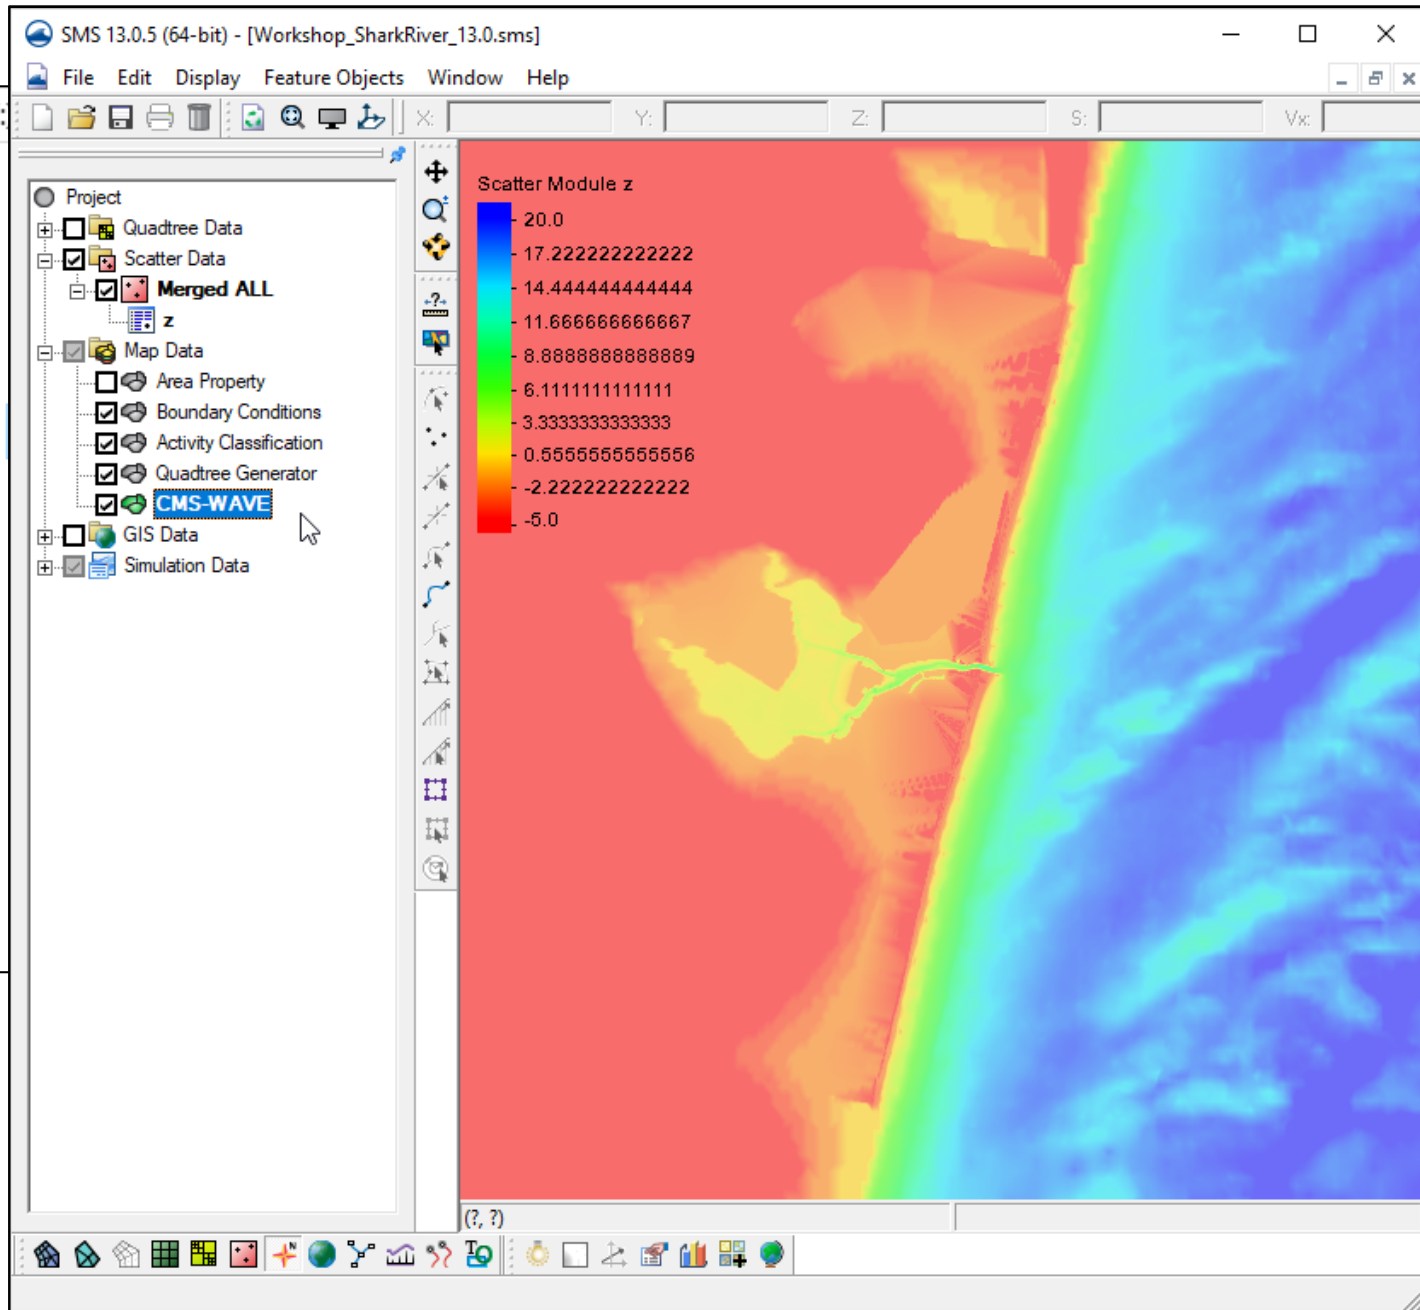 SMS 13.0.5 (64-bit) - [Workshop_SharkRiver_13.0.sms]
File Edit Display Feature Objects Window Help
X: Y: Z: S: Vx:
Project
Quadtree Data
Scatter Data
Merged ALL
z
Map Data
Area Property
Boundary Conditions
Activity Classification
Quadtree Generator
CMS-WAVE
GIS Data
Simulation Data
Scatter Module z
20.0
17.222222222222
14.444444444444
11.666666666667
8.8888888888889
6.1111111111111
3.3333333333333
0.5555555555556
-2.222222222222
-5.0
(?, ?)